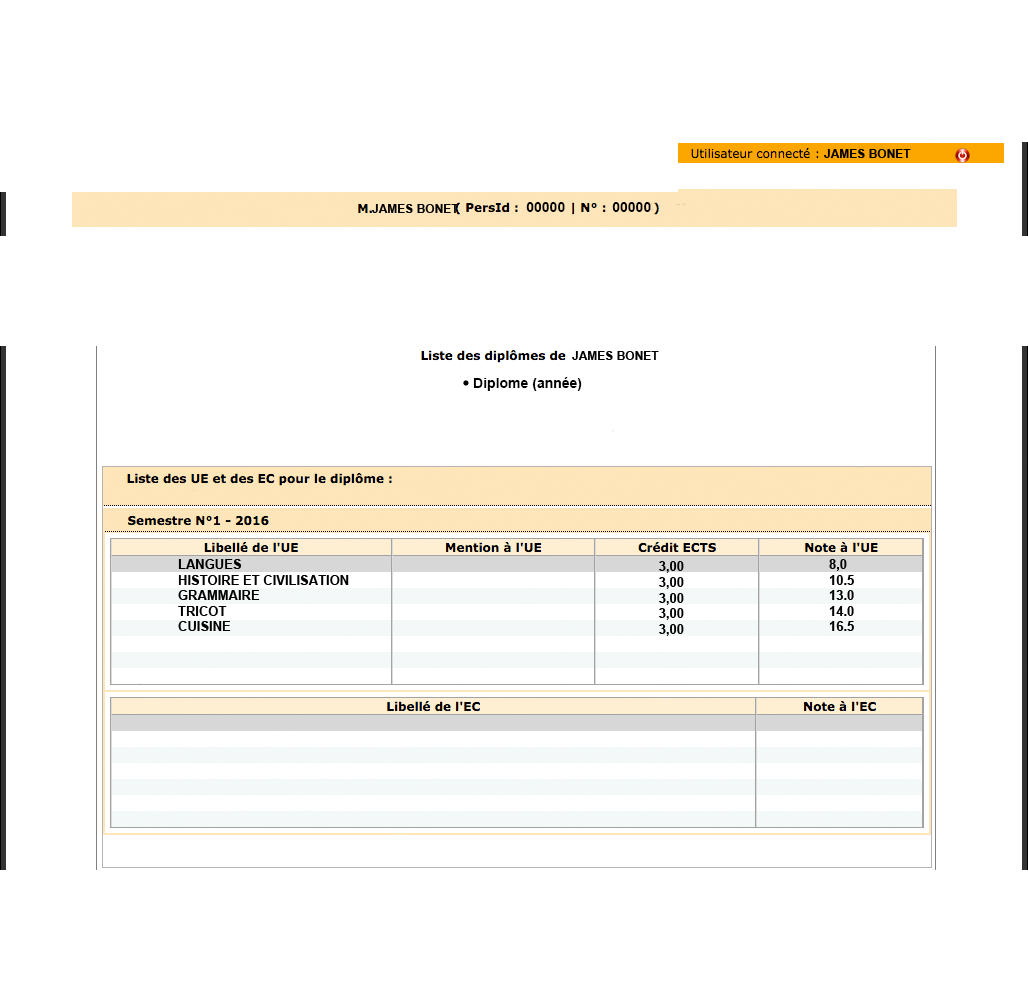 Utilisateur connecté : JAMES BONET
M.JAMES BONET( PersId : 00000 | N° : 00000 )
Liste des diplômes de JAMES BONET
• Diplome (année)
Liste des UE et des EC pour le diplôme :
Semestre N°1 - 2016
Libellé de l'UE Mention à l'UE Crédit ECTS Note à l'UE
LANGUES 3,00 8,0
HISTOIRE ET CIVILISATION 3,00 10.5
GRAMMAIRE 3,00 13.0
TRICOT 3,00 14.0
CUISINE 3,00 16.5
Libellé de l'EC Note à l'EC